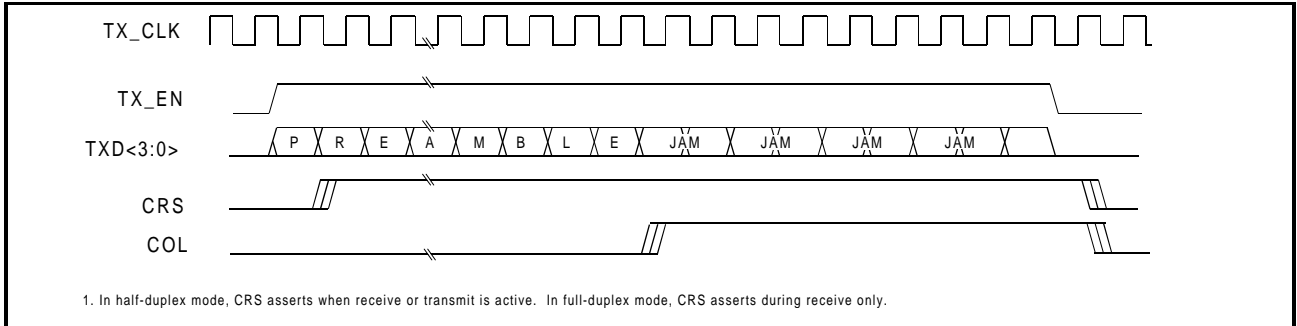 TX_CLK
TX_EN
TXD<3:0> P R E A M B L E JAM JAM JAM JAM
CRS
COL
1. In half-duplex mode, CRS asserts when receive or transmit is active. In full-duplex mode, CRS asserts during receive only.